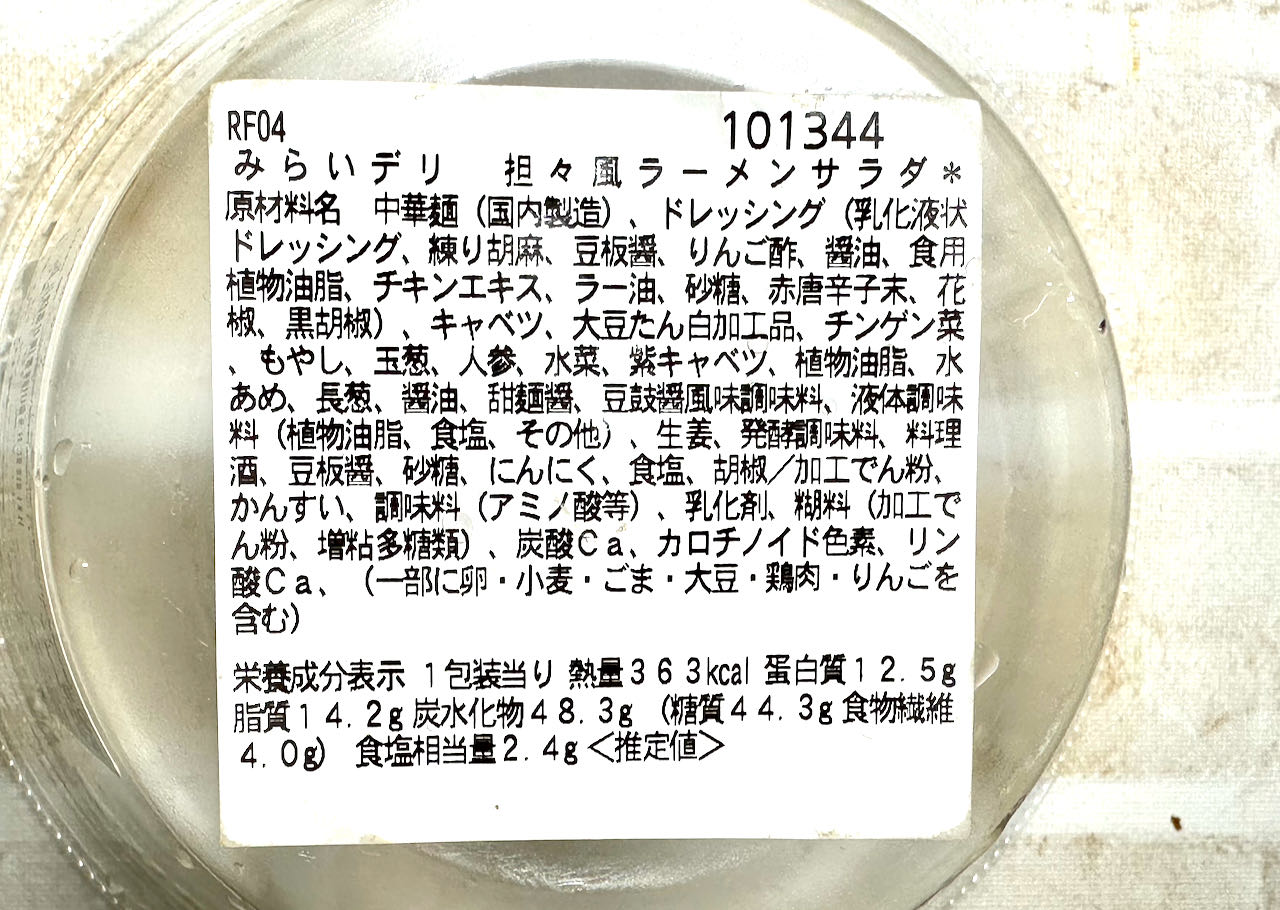 RF04
101344
みらいデリ　担々風ラーメンサラダ＊
原材料名　中華麺（国内製造）、ドレッシング（乳化液状
ドレッシング、練り胡麻、豆板醤、りんご酢、醤油、食用
植物油脂、チキンエキス、ラー油、砂糖、赤唐辛子末、花
椒、黒胡椒）、キャベツ、大豆たん白加工品、チンゲン菜
、もやし、玉葱、人参、水菜、紫キャベツ、植物油脂、水
あめ、長葱、醤油、甜麺醤、豆鼓醤風味調味料、液体調味
料（植物油脂、食塩、その他）、生姜、発酵調味料、料理
酒、豆板醤、砂糖、にんにく、食塩、胡椒／加工でん粉、
かんすい、調味料（アミノ酸等）、乳化剤、糊料（加工で
ん粉、増粘多糖類）、炭酸Ｃａ、カロチノイド色素、リン
酸Ｃａ、（一部に卵・小麦・ごま・大豆・鶏肉・りんごを
含む）
栄養成分表示 １包装当り 熱量３６３kcal 蛋白質１２．５g
脂質１４．２g 炭水化物４８．３g （糖質４４．３g 食物繊維
４．０g） 食塩相当量２．４g＜推定値＞